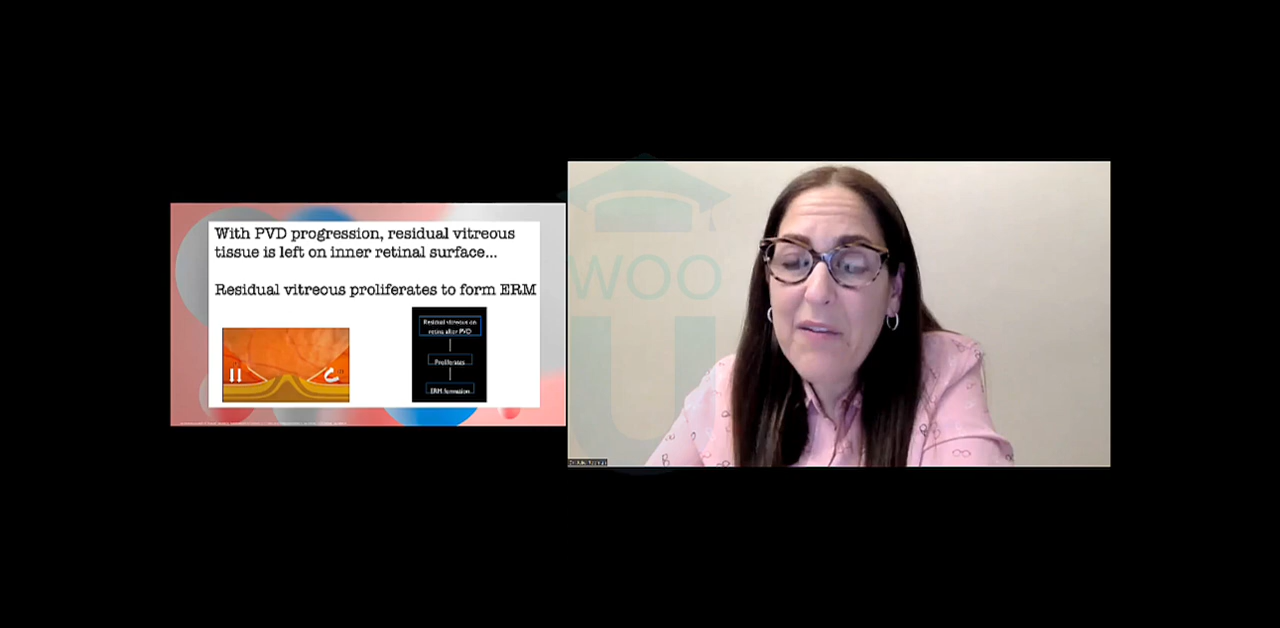 With PVD progression, residual vitreous
tissue is left on inner retinal surface...
Residual vitreous proliferates to form ERM
Residual vitreous on
retina after PVD
Proliferates
ERM formation
WOO
U